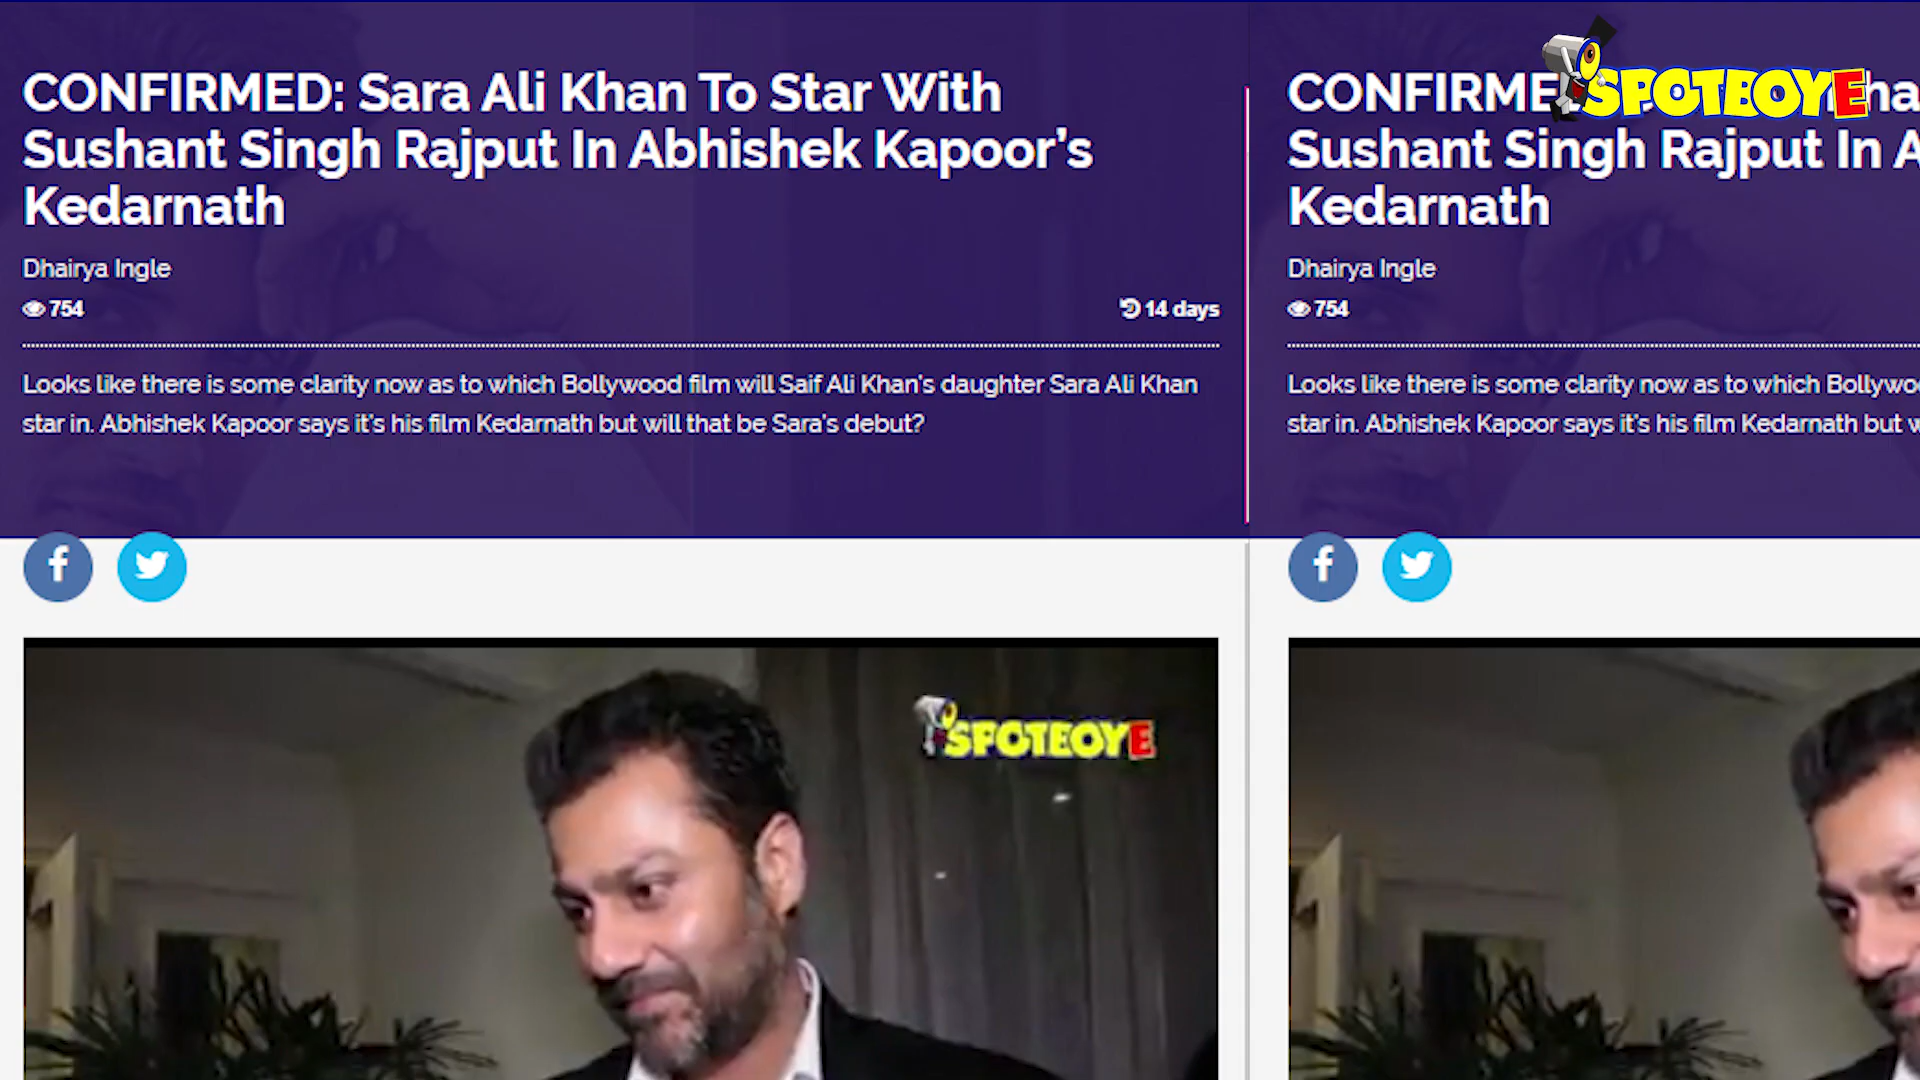 CONFIRMED: Sara Ali Khan To Star With
Sushant Singh Rajput In Abhishek Kapoor's
Kedarnath
Dhairya Ingle
754
14 days
Looks like there is some clarity now as to which Bollywood film will Saif Ali Khan's daughter Sara Ali Khan
star in. Abhishek Kapoor says it's his film Kedarnath but will that be Sara's debut?
f
SPOTBOYE
SPOTBOYE
CONFIRME
Sushant Singh Rajput In A
Kedarnath
Dhairya Ingle
754
Looks like there is some clarity now as to which Bollywo
star in. Abhishek Kapoor says it's his film Kedarnath but w
f